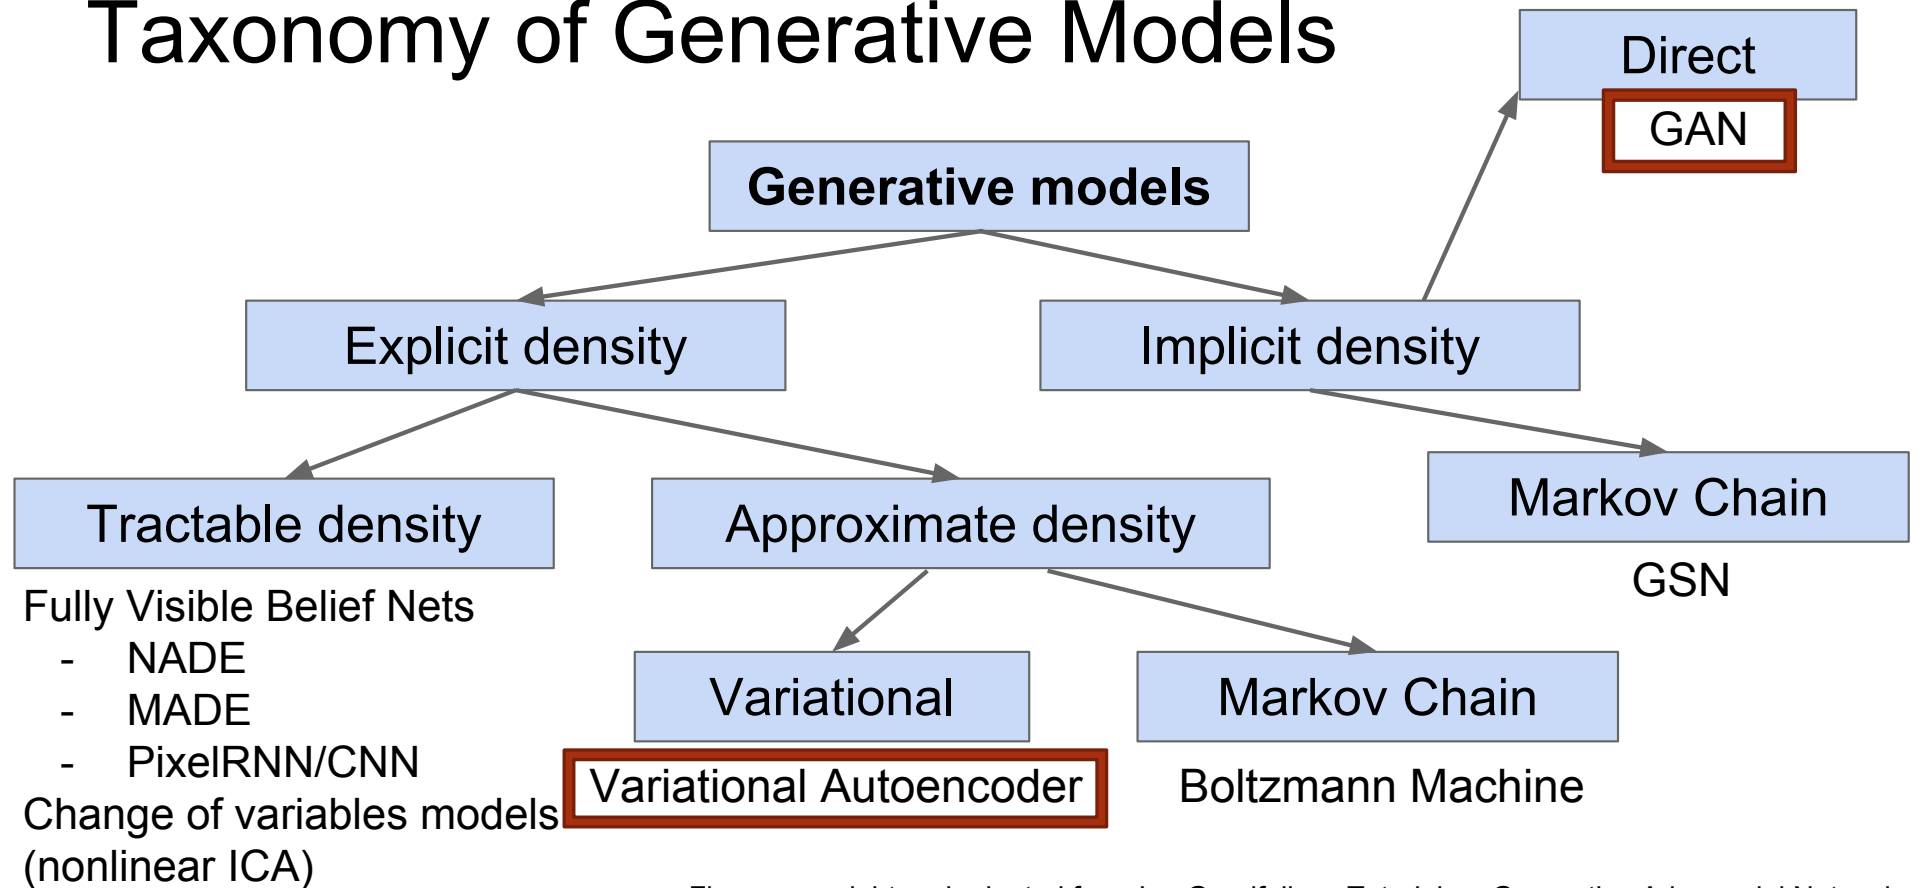 Taxonomy of Generative Models
Direct
GAN
Generative models
Explicit density
Implicit density
Tractable density
Approximate density
Markov Chain
GSN
Fully Visible Belief Nets
- NADE
- MADE
- PixelRNN/CNN
Change of variables models
(nonlinear ICA)
Variational
Markov Chain
Variational Autoencoder
Boltzmann Machine